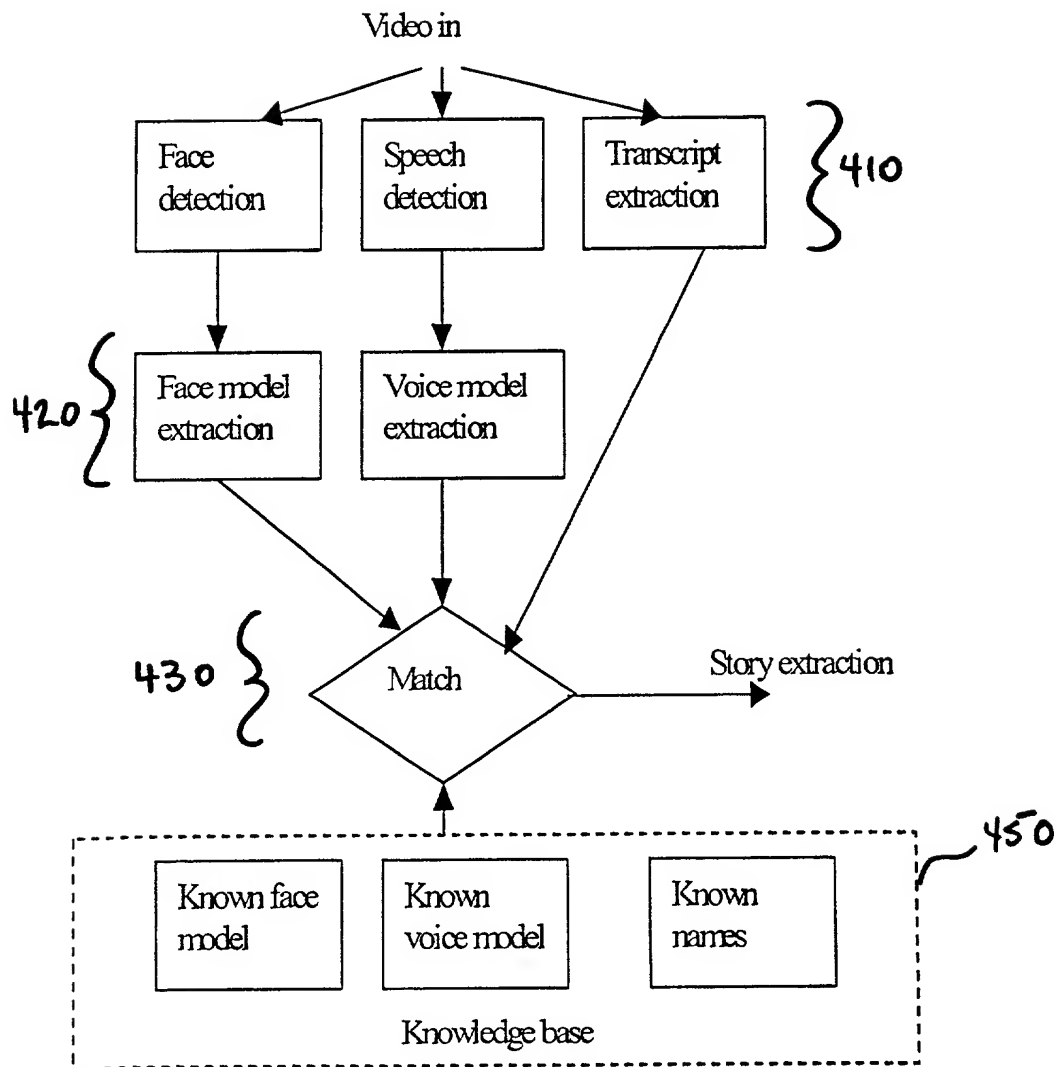 Video in
Face
detection
Speech
detection
Transcript
extraction
410
420
Face model
extraction
Voice model
extraction
430
Match
Story extraction
450
Known face
model
Known
voice model
Known
names
Knowledge base